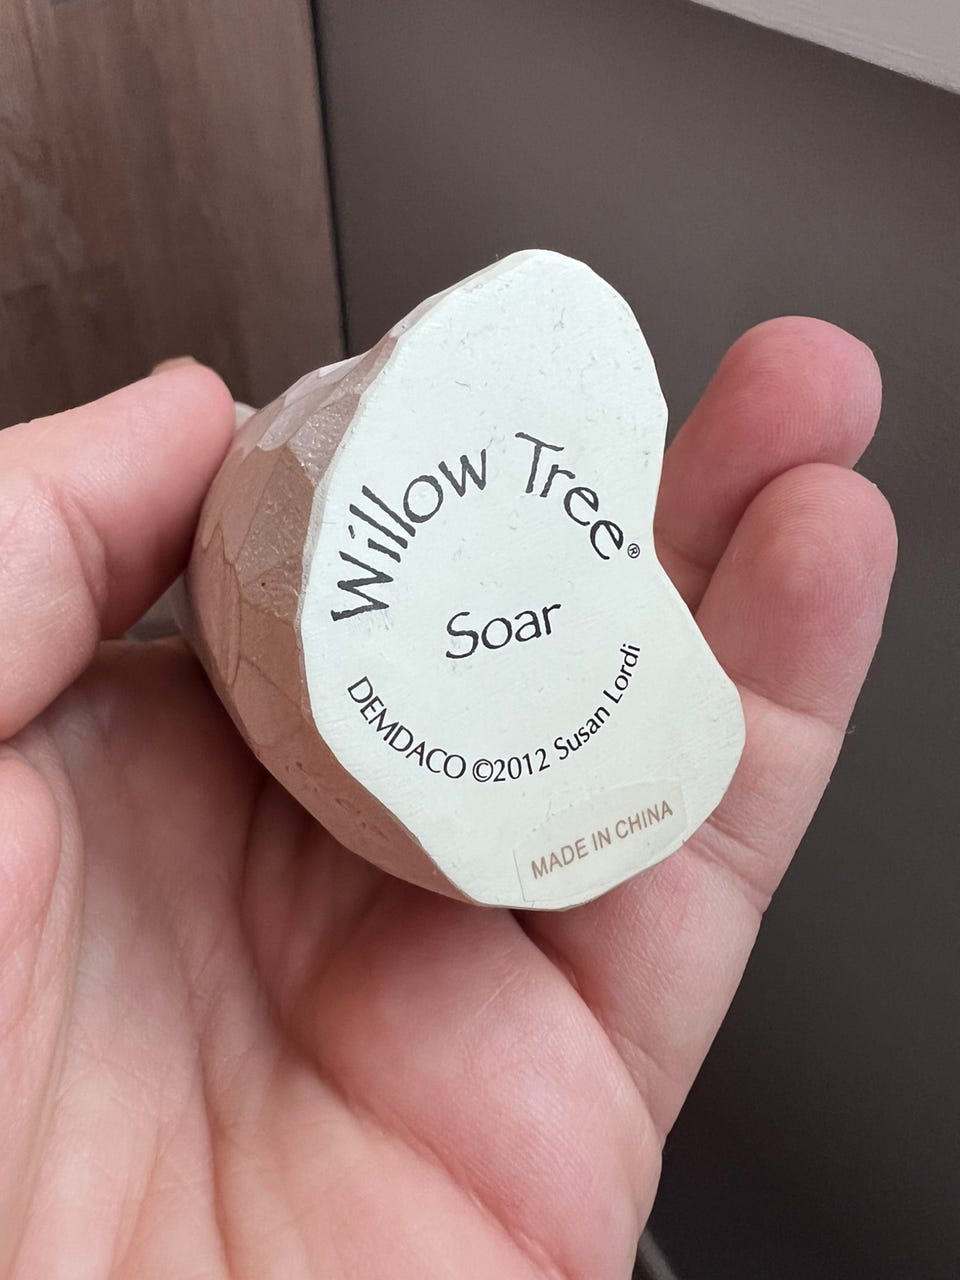 Willow Tree®
Soar
DEMDACO ©2012 Susan Lordi
MADE IN CHINA